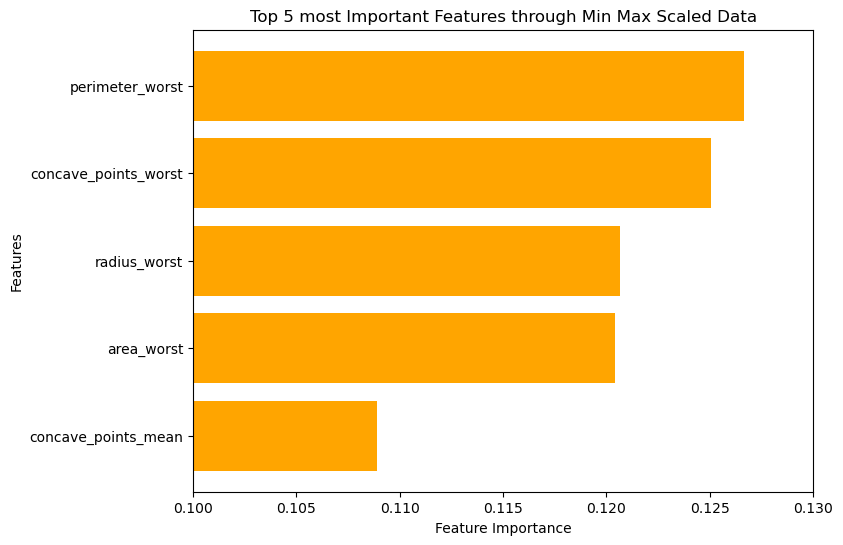 Top 5 most Important Features through Min Max Scaled Data
perimeter_worst
concave_points_worst
radius_worst
area_worst
concave_points_mean
Features
0.100 0.105 0.110 0.115 0.120 0.125 0.130
Feature Importance